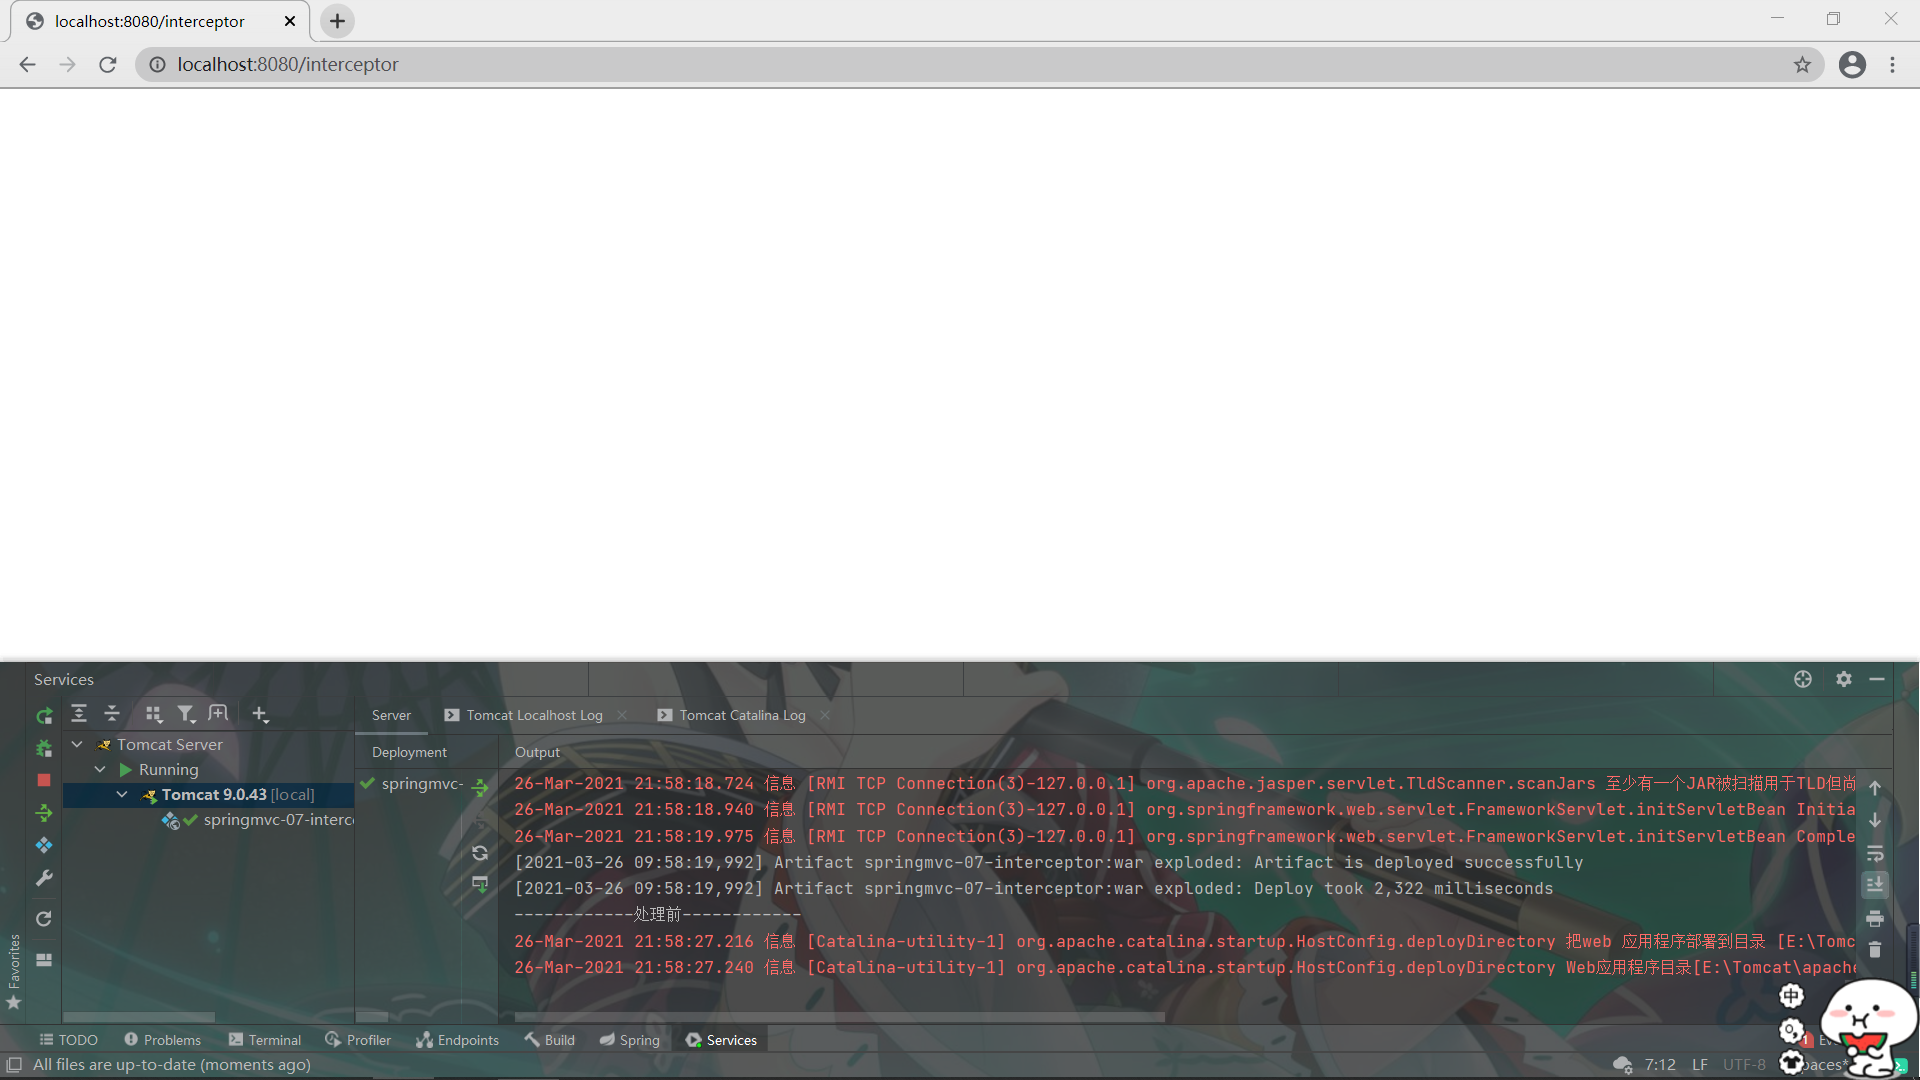 localhost:8080/interceptor
localhost:8080/interceptor
Services
Server
Tomcat Localhost Log
Tomcat Catalina Log
Tomcat Server
Running
Tomcat 9.0.43 [local]
springmvc-07-interc
Deployment
springmvc-
Output
26-Mar-2021 21:58:18.724 信息 [RMI TCP Connection(3)-127.0.0.1] org.apache.jasper.servlet.TldScanner.scanJars 至少有一个JAR被扫描用于TLD但尚
26-Mar-2021 21:58:18.940 信息 [RMI TCP Connection(3)-127.0.0.1] org.springframework.web.servlet.FrameworkServlet.initServletBean Initia
26-Mar-2021 21:58:19.975 信息 [RMI TCP Connection(3)-127.0.0.1] org.springframework.web.servlet.FrameworkServlet.initServletBean Comple
[2021-03-26 09:58:19,992] Artifact springmvc-07-interceptor:war exploded: Artifact is deployed successfully
[2021-03-26 09:58:19,992] Artifact springmvc-07-interceptor:war exploded: Deploy took 2,322 milliseconds
------------处理前------------
26-Mar-2021 21:58:27.216 信息 [Catalina-utility-1] org.apache.catalina.startup.HostConfig.deployDirectory 把web 应用程序部署到目录 [E:\Tomc
26-Mar-2021 21:58:27.240 信息 [Catalina-utility-1] org.apache.catalina.startup.HostConfig.deployDirectory Web应用程序目录[E:\Tomcat\apache
Favorites
中
TODO
Problems
Terminal
Profiler
Endpoints
Build
Spring
Services
1
All files are up-to-date (moments ago)
7:12
LF
UTF-8
paces*